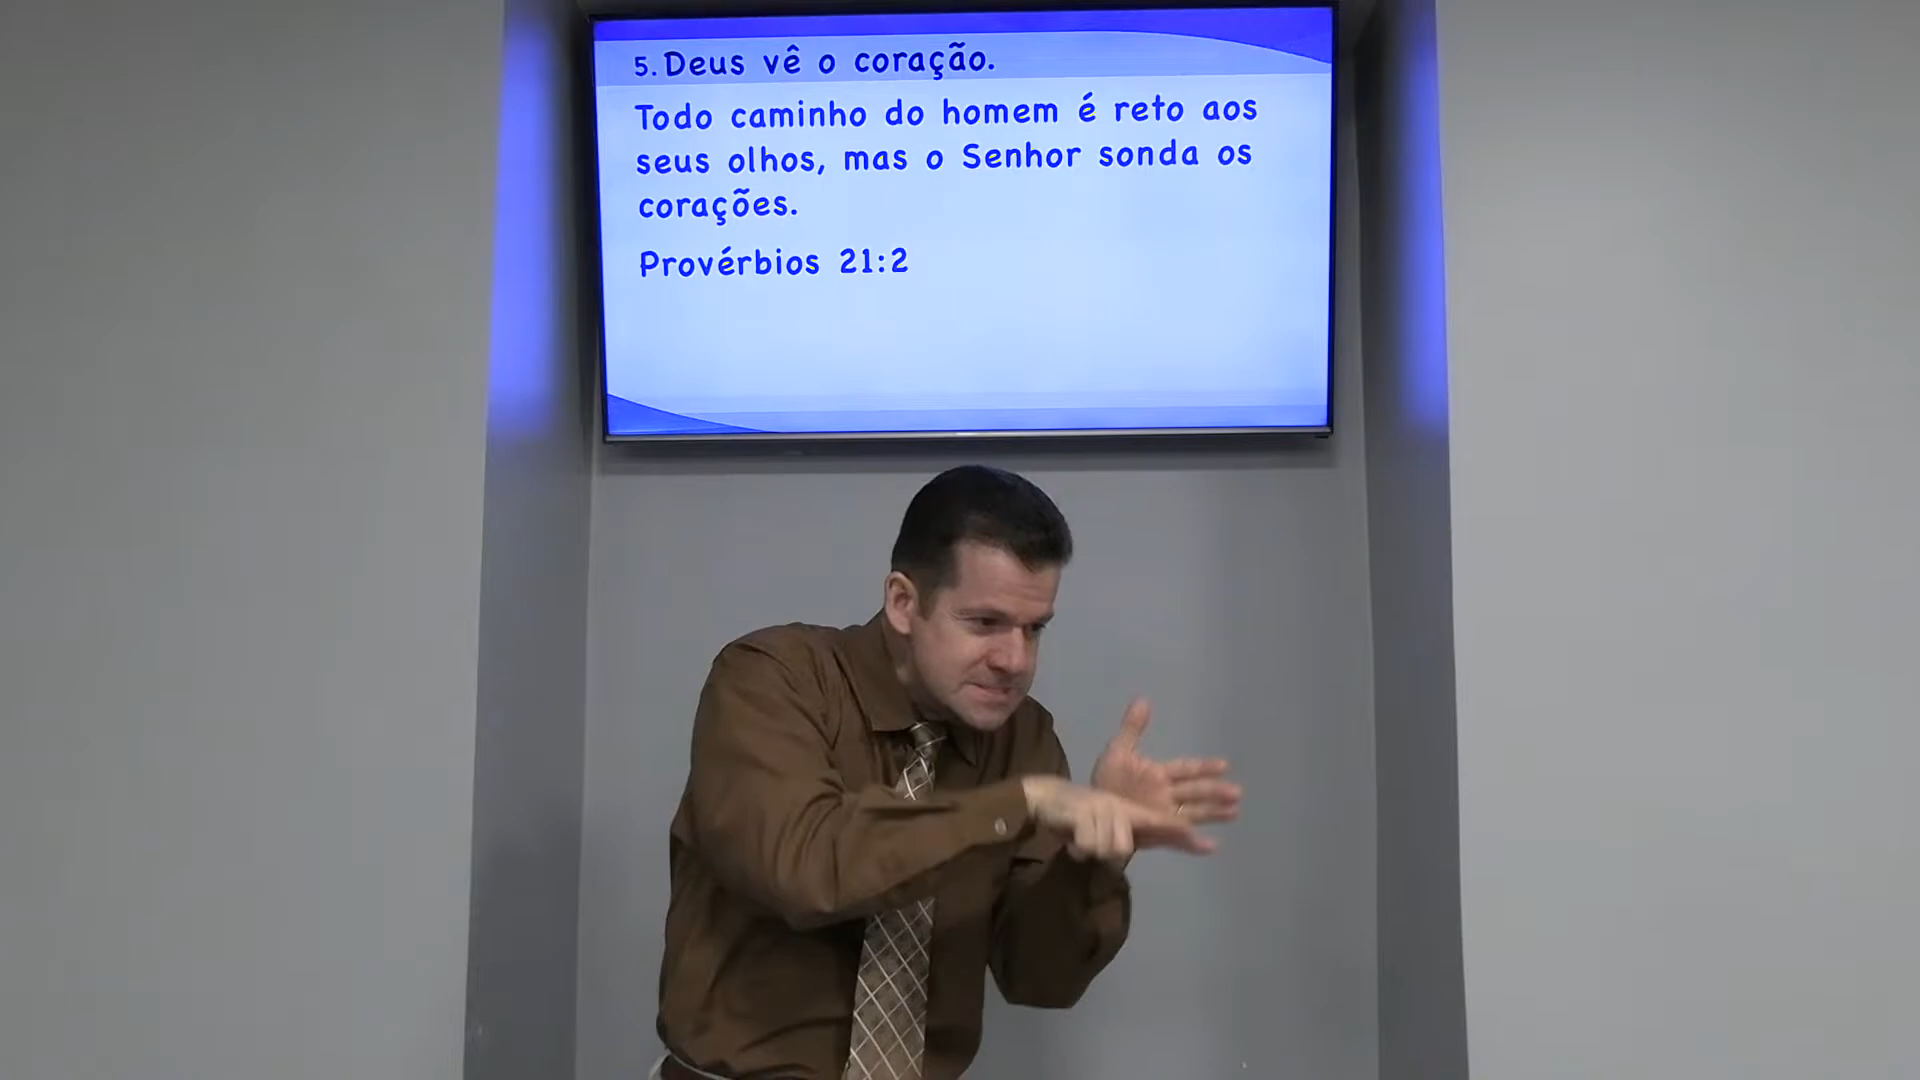 5. Deus vê o coração.
Todo caminho do homem é reto aos
seus olhos, mas o Senhor sonda os
corações.
Provérbios 21:2